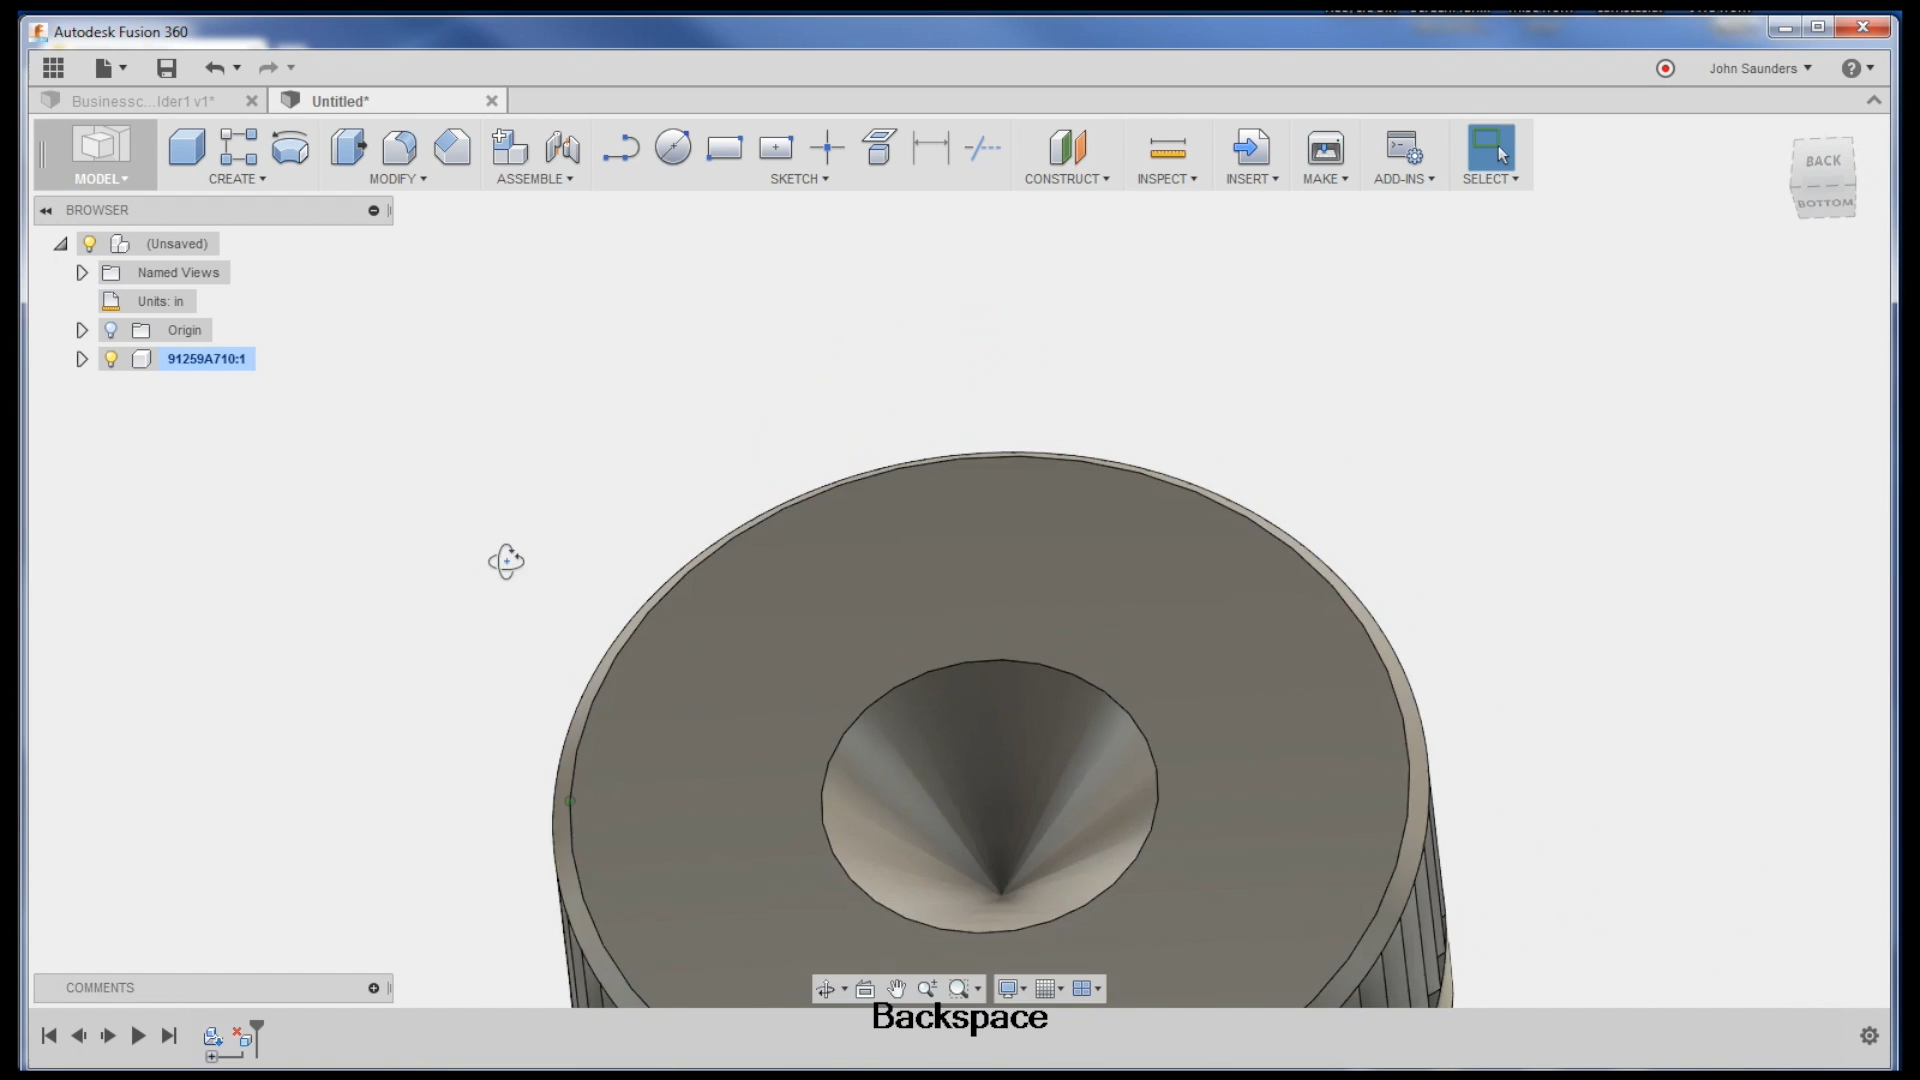 Autodesk Fusion 360
John Saunders
Businessc...lder1 v1*
Untitled*
MODEL
CREATE
MODIFY
ASSEMBLE
SKETCH
CONSTRUCT
INSPECT
INSERT
MAKE
ADD-INS
SELECT
BACK
BOTTOM
BROWSER
(Unsaved)
Named Views
Units: in
Origin
91259A710:1
COMMENTS
Backspace